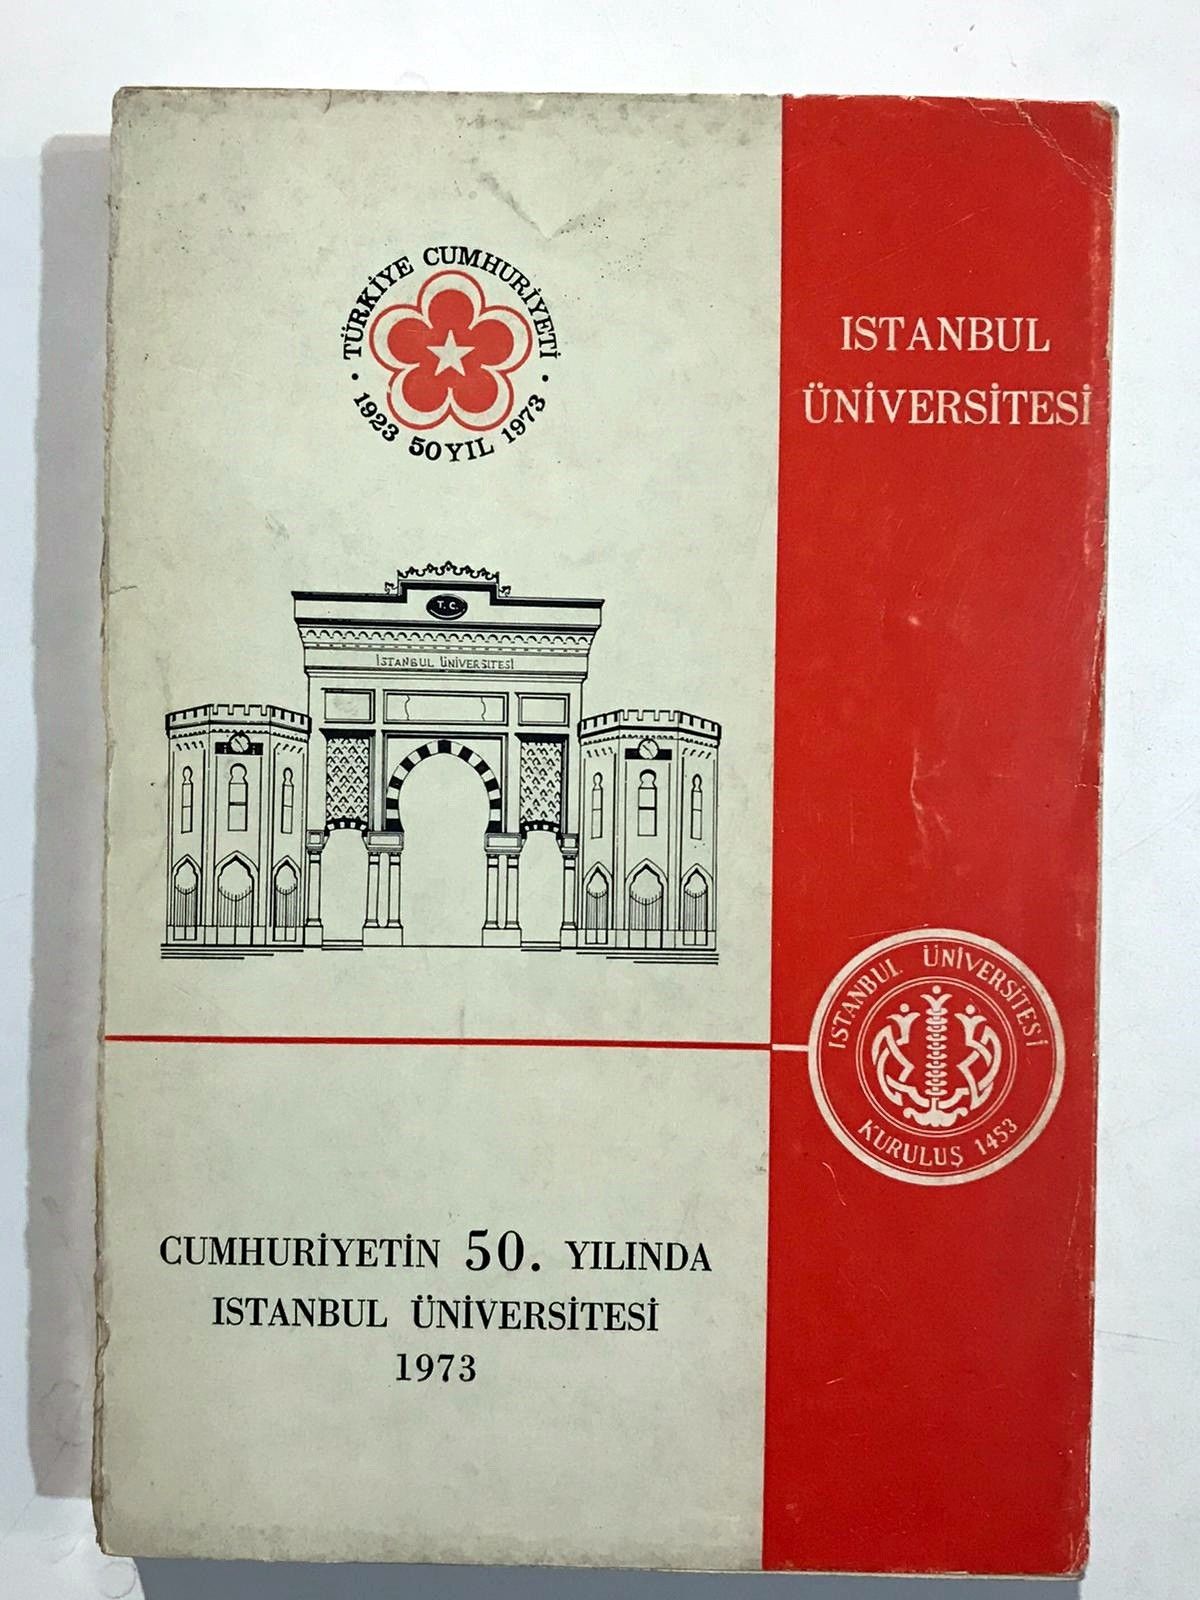 TÜRKİYE CUMHURİYETİ
1923 50 YIL 1973
ISTANBUL
ÜNİVERSİTESİ
T. C.
İSTANBUL ÜNİVERSİTESİ
ISTANBUL ÜNİVERSİTESİ
KURULUŞ 1453
CUMHURİYETİN 50. YILINDA
ISTANBUL ÜNİVERSİTESİ
1973